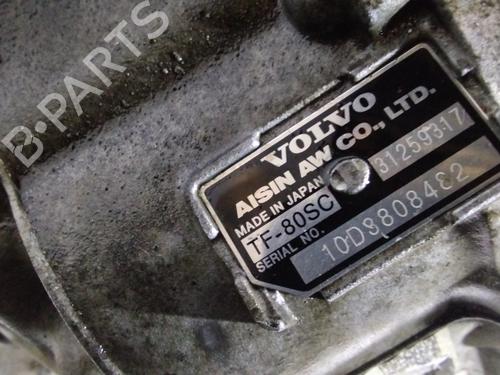 B-PARTS
VOLVO
AISIN AW CO., LTD.
MADE IN JAPAN 31259317
TF-80SC
SERIAL NO. 10D8808482